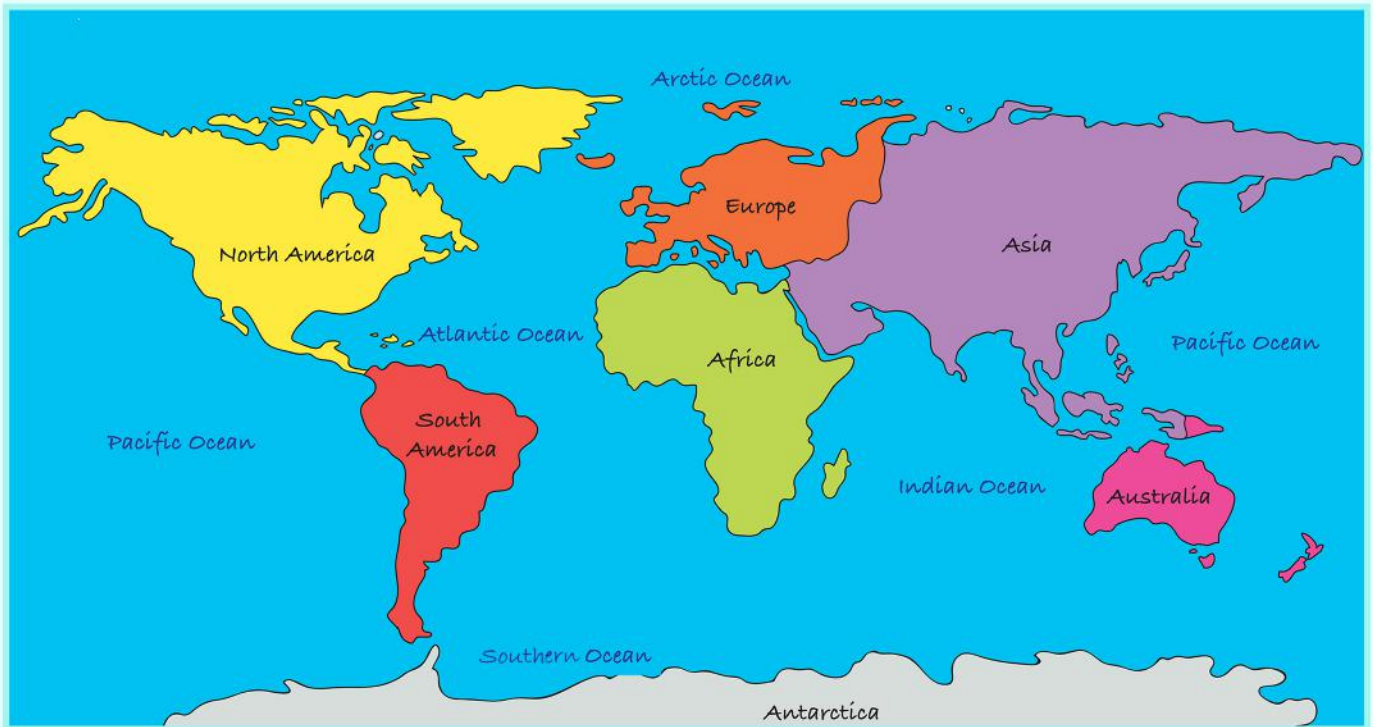 Arctic Ocean
Europe
North America
Asia
Atlantic Ocean
Pacific Ocean
Africa
South
America
Pacific Ocean
Indian Ocean
Australia
Southern Ocean
Antarctica